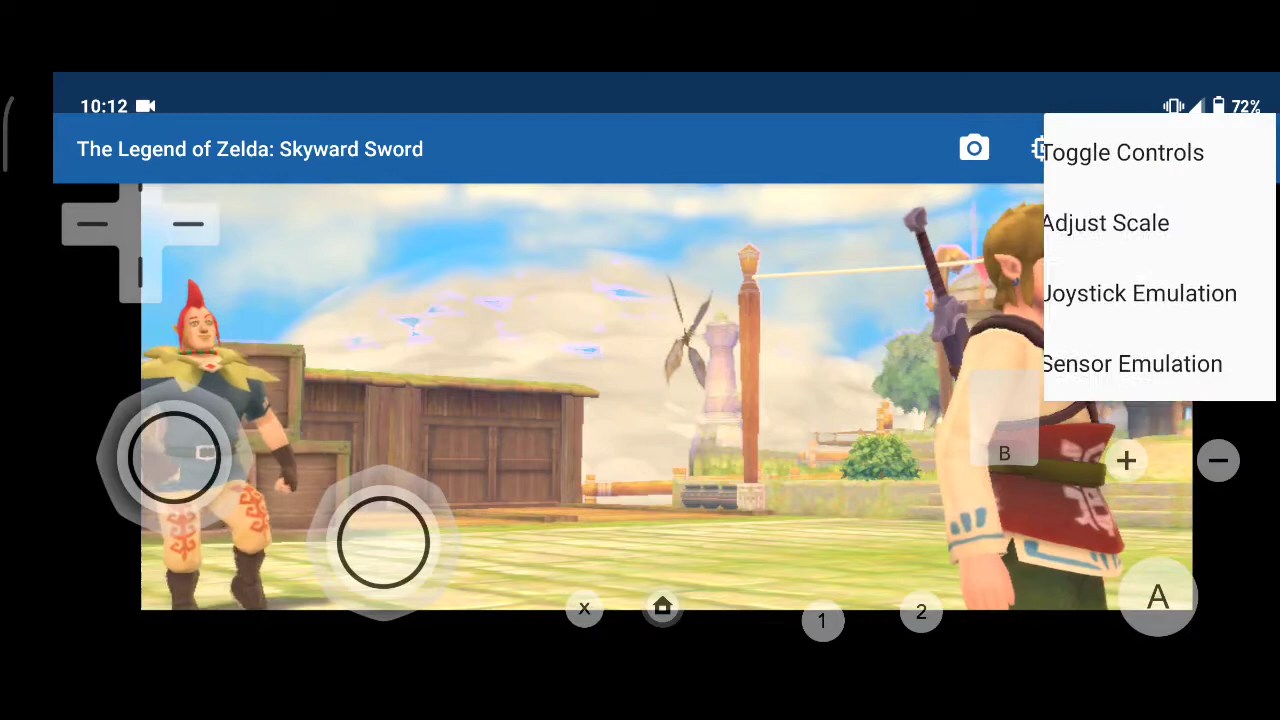 10:12
72%
The Legend of Zelda: Skyward Sword
Toggle Controls
Adjust Scale
Joystick Emulation
Sensor Emulation
B
+
−
A
X
1
2